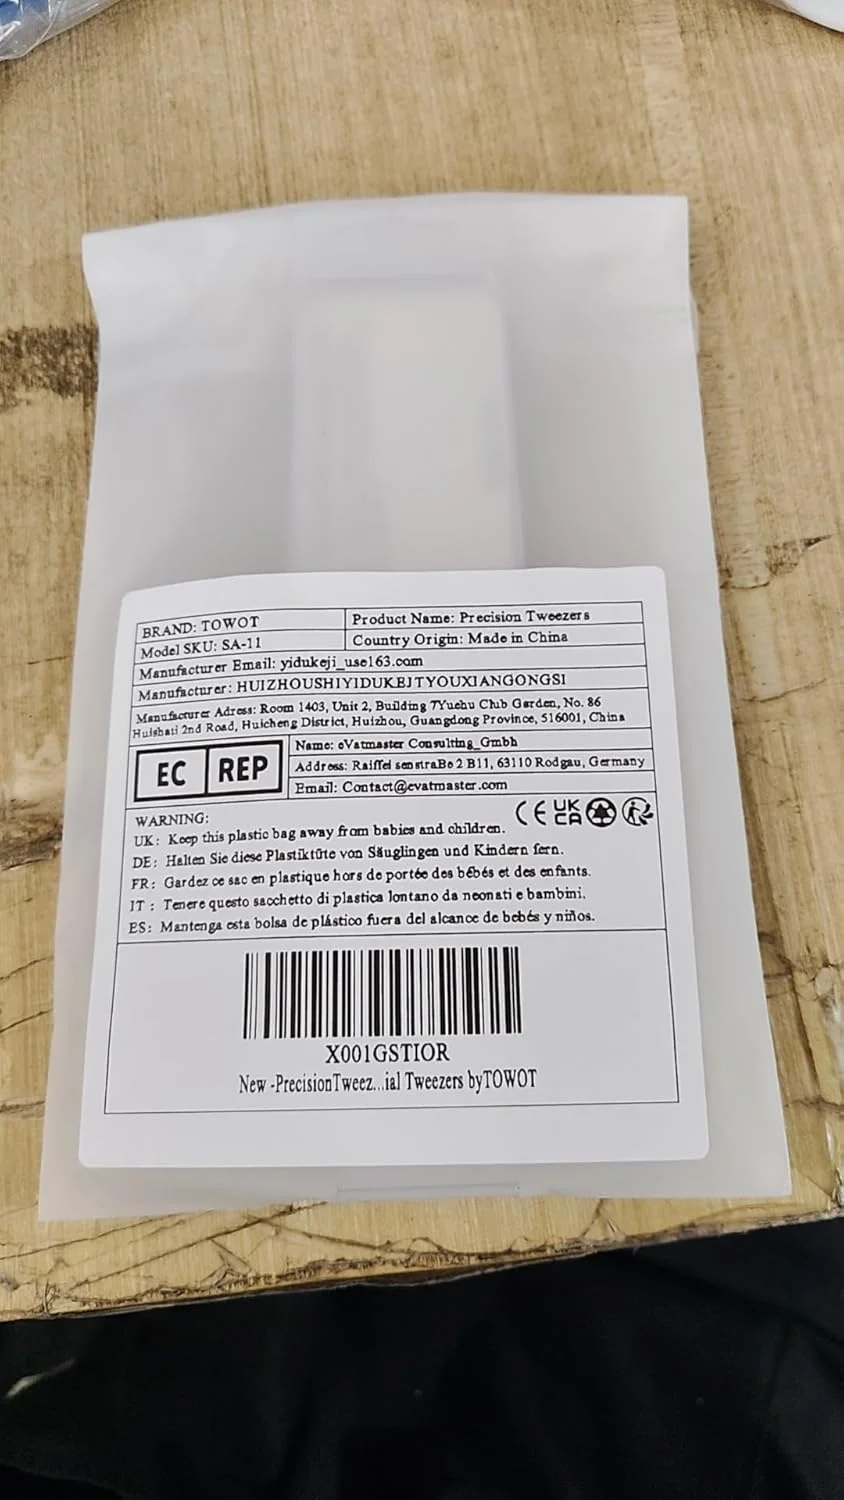 BRAND: TOWOT
Product Name: Precision Tweezers
Model SKU: SA-11
Country Origin: Made in China
Manufacturer Email: yidukeji_use163.com
Manufacturer: HUIZHOUSHIYIDUKEJTYOUXIANGONGSI
Manufacturer Adress: Room 1403, Unit 2, Building 7Yuehu Chib Garden, No. 86
Huishati 2nd Road, Huicheng District, Huizhou, Guangdong Province, 516001, China
EC REP
Name: eVatmaster Consulting_Gmbh
Address: Raiffei senstraBe 2 B11, 63110 Rodgau, Germany
Email: Contact@evatmaster.com
WARNING:
CE UK CA
UK: Keep this plastic bag away from babies and children.
DE: Halten Sie diese Plastiktüte von Säuglingen und Kindern fern.
FR: Gardez ce sac en plastique hors de portée des bébés et des enfants.
IT : Tenere questo sacchetto di plastica lontano da neonati e bambini.
ES: Mantenga esta bolsa de plástico fuera del alcance de bebés y niños.
X001GSTIOR
New -PrecisionTweez...ial Tweezers byTOWOT